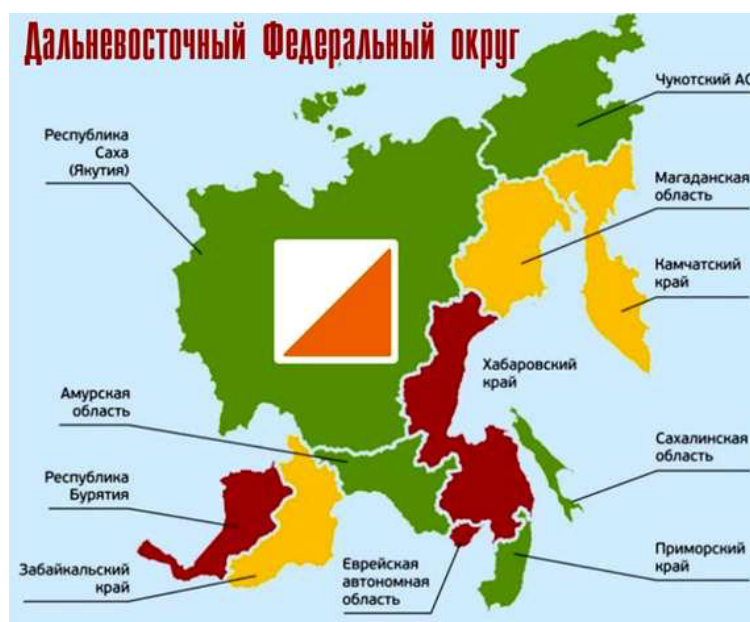 Дальневосточный Федеральный округ
Чукотский АО
Республика
Саха
(Якутия)
Магаданская
область
Камчатский
край
Хабаровский
край
Амурская
область
Сахалинская
область
Республика
Бурятия
Забайкальский
край
Еврейская
автономная
область
Приморский
край